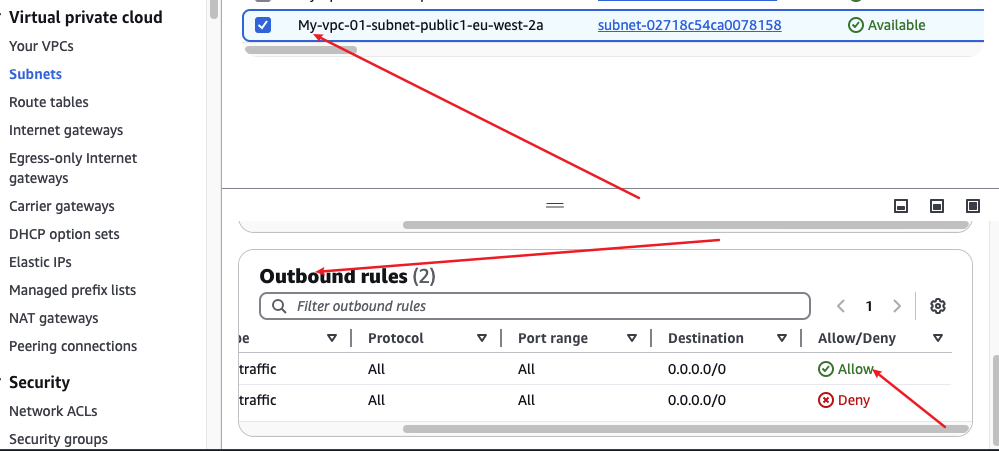 Virtual private cloud
Your VPCs
Subnets
Route tables
Internet gateways
Egress-only Internet
gateways
Carrier gateways
DHCP option sets
Elastic IPs
Managed prefix lists
NAT gateways
Peering connections
Security
Network ACLs
Security groups
My-vpc-01-subnet-public1-eu-west-2a subnet-02718c54ca0078158 Available
Outbound rules (2)
Filter outbound rules
1
Protocol Port range Destination Allow/Deny
traffic All All 0.0.0.0/0 Allow
traffic All All 0.0.0.0/0 Deny